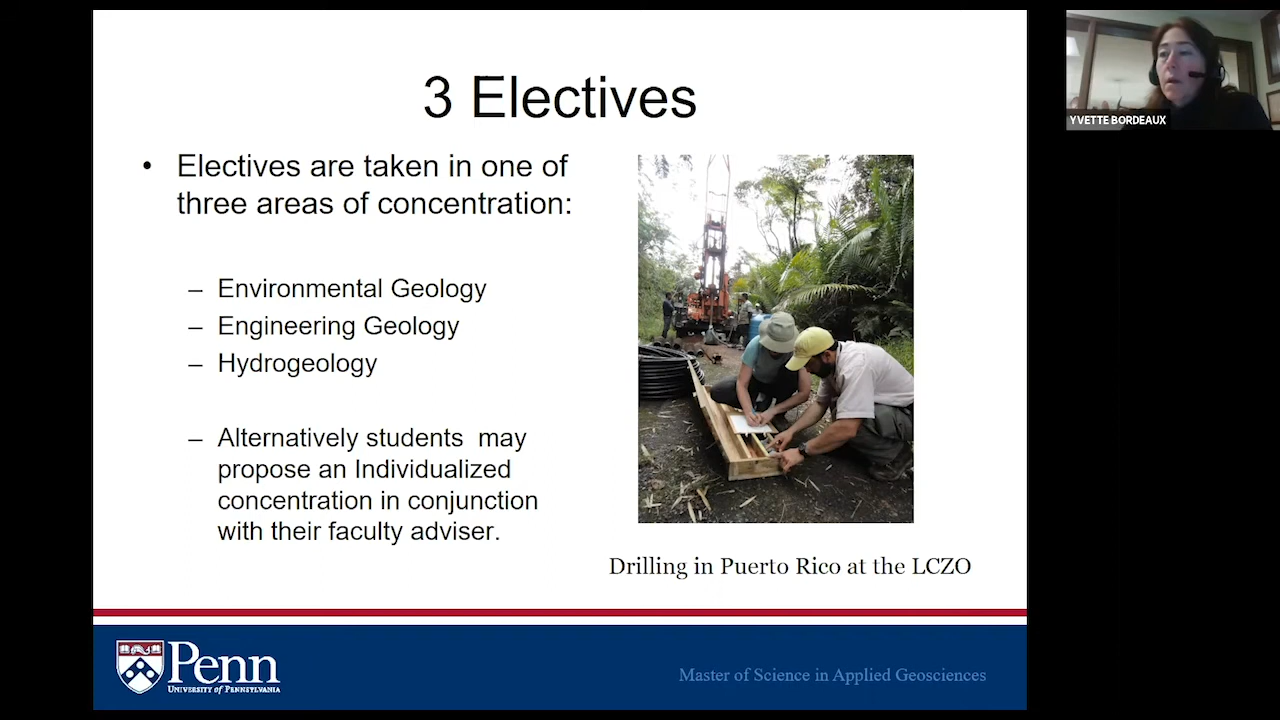 3 Electives
• Electives are taken in one of
three areas of concentration:
– Environmental Geology
– Engineering Geology
– Hydrogeology
– Alternatively students may
propose an Individualized
concentration in conjunction
with their faculty adviser.
Drilling in Puerto Rico at the LCZO
Penn
UNIVERSITY of PENNSYLVANIA
Master of Science in Applied Geosciences
YVETTE BORDEAUX